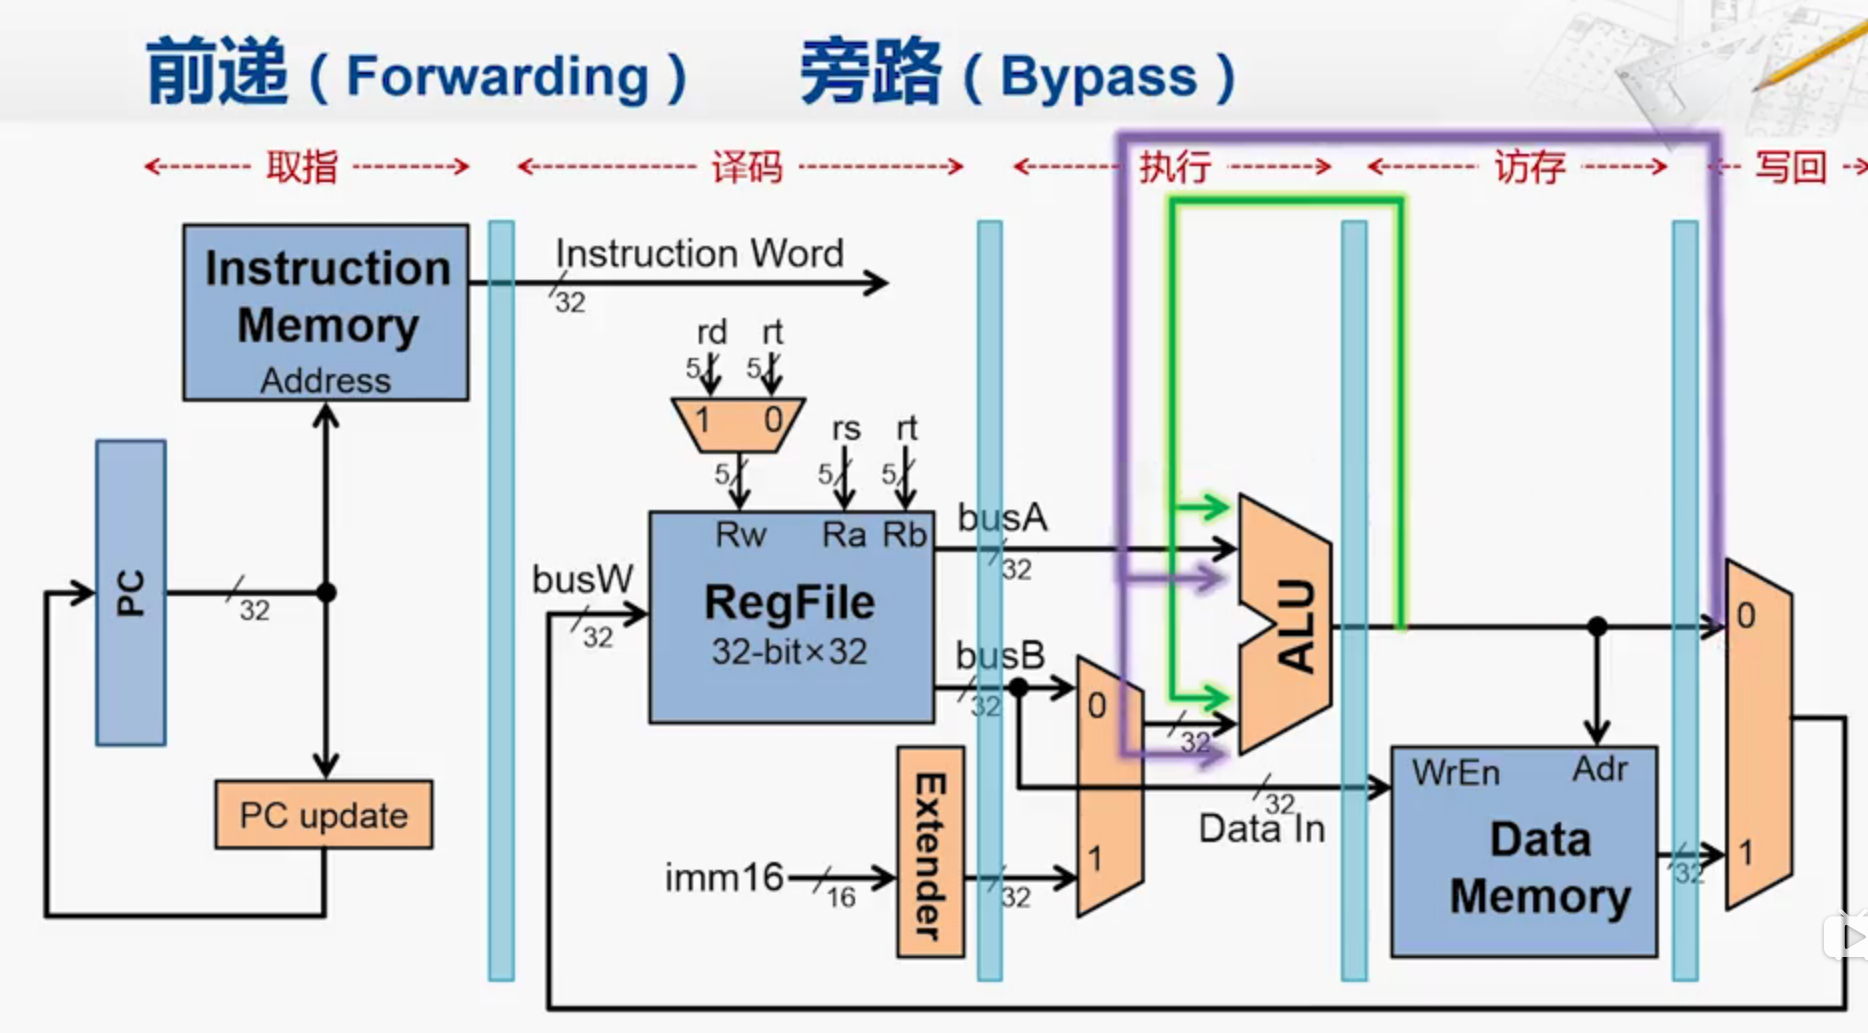 前递（Forwarding） 旁路（Bypass）
取指 译码 执行 访存 写回
Instruction
Memory
Address
Instruction Word
32
rd rt
5 5
1 0
rs rt
5 5 5
Rw Ra Rb
RegFile
32-bit×32
busW
32
busA
32
busB
32
PC
32
PC update
imm16
16
Extender
32
0
1
32
ALU
32
Data In
WrEn Adr
Data
Memory
32
0
1